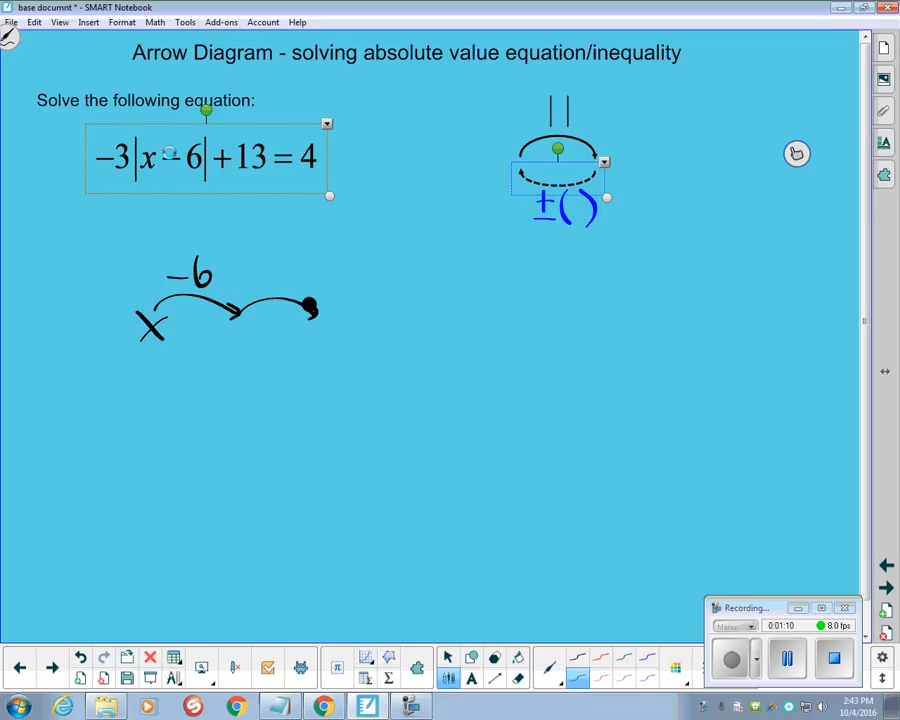 base documnt * - SMART Notebook
File Edit View Insert Format Math Tools Add-ons Account Help
Arrow Diagram - solving absolute value equation/inequality
Solve the following equation:
−3|x − 6| + 13 = 4
| |
±( )
−6
x
Recording...
Menu
0:01:10 8.0 fps
2:43 PM
10/4/2016